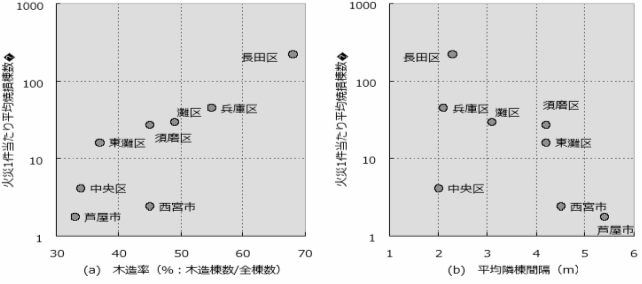 火災1件当たり平均焼損棟数
1000
100
10
1
長田区
兵庫区
灘区
須磨区
東灘区
中央区
西宮市
芦屋市
30
40
50
60
70
(a) 木造率（%：木造棟数/全棟数）
火災1件当たり平均焼損棟数
1000
100
10
1
長田区
兵庫区
灘区
須磨区
東灘区
中央区
西宮市
芦屋市
1
2
3
4
5
6
(b) 平均隣棟間隔（m）